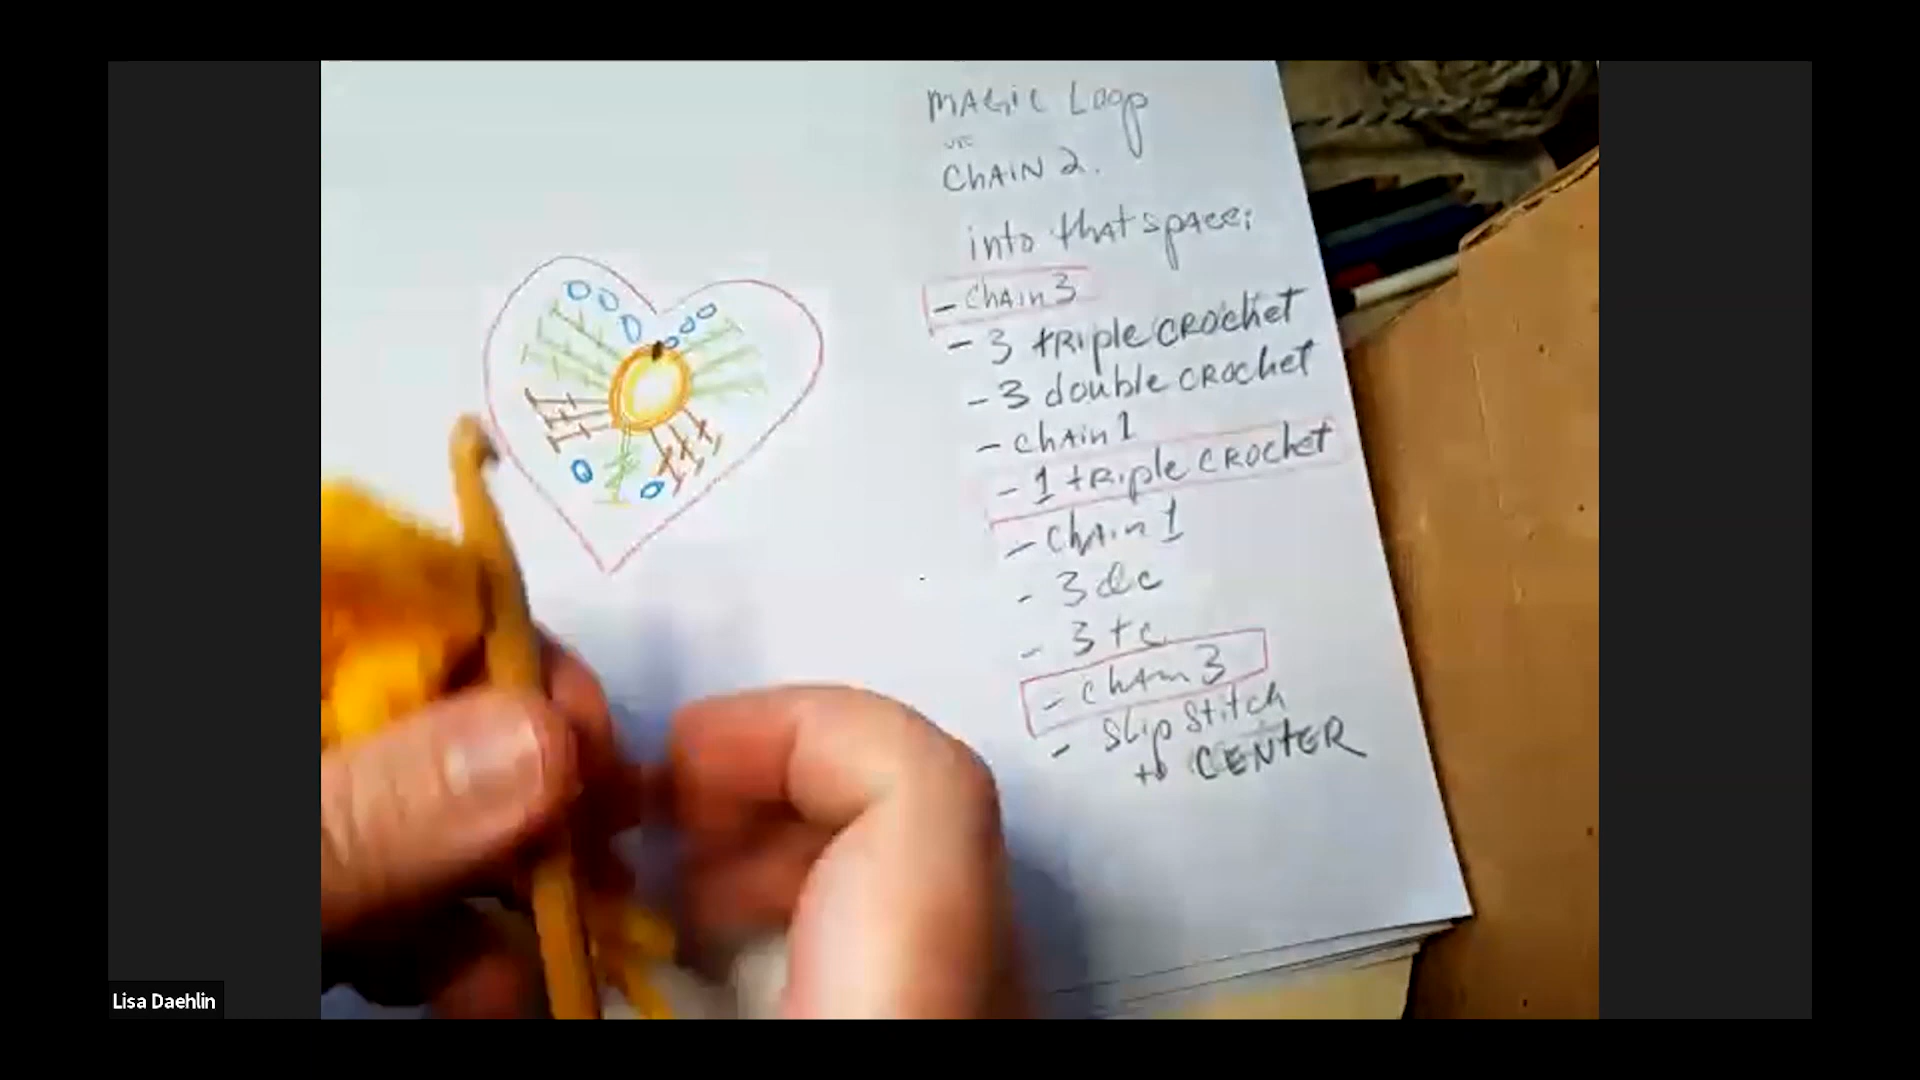 MAGIC LOOP
or
CHAIN 2.
into that space:
- Chain 3
- 3 tRiple CROChet
- 3 double CROChet
- chAin 1
- 1 tRiple CROChet
- Chain 1
- 3 dc
- 3 tc
- chain 3
- Slip Stitch
to CENtER
Lisa Daehlin